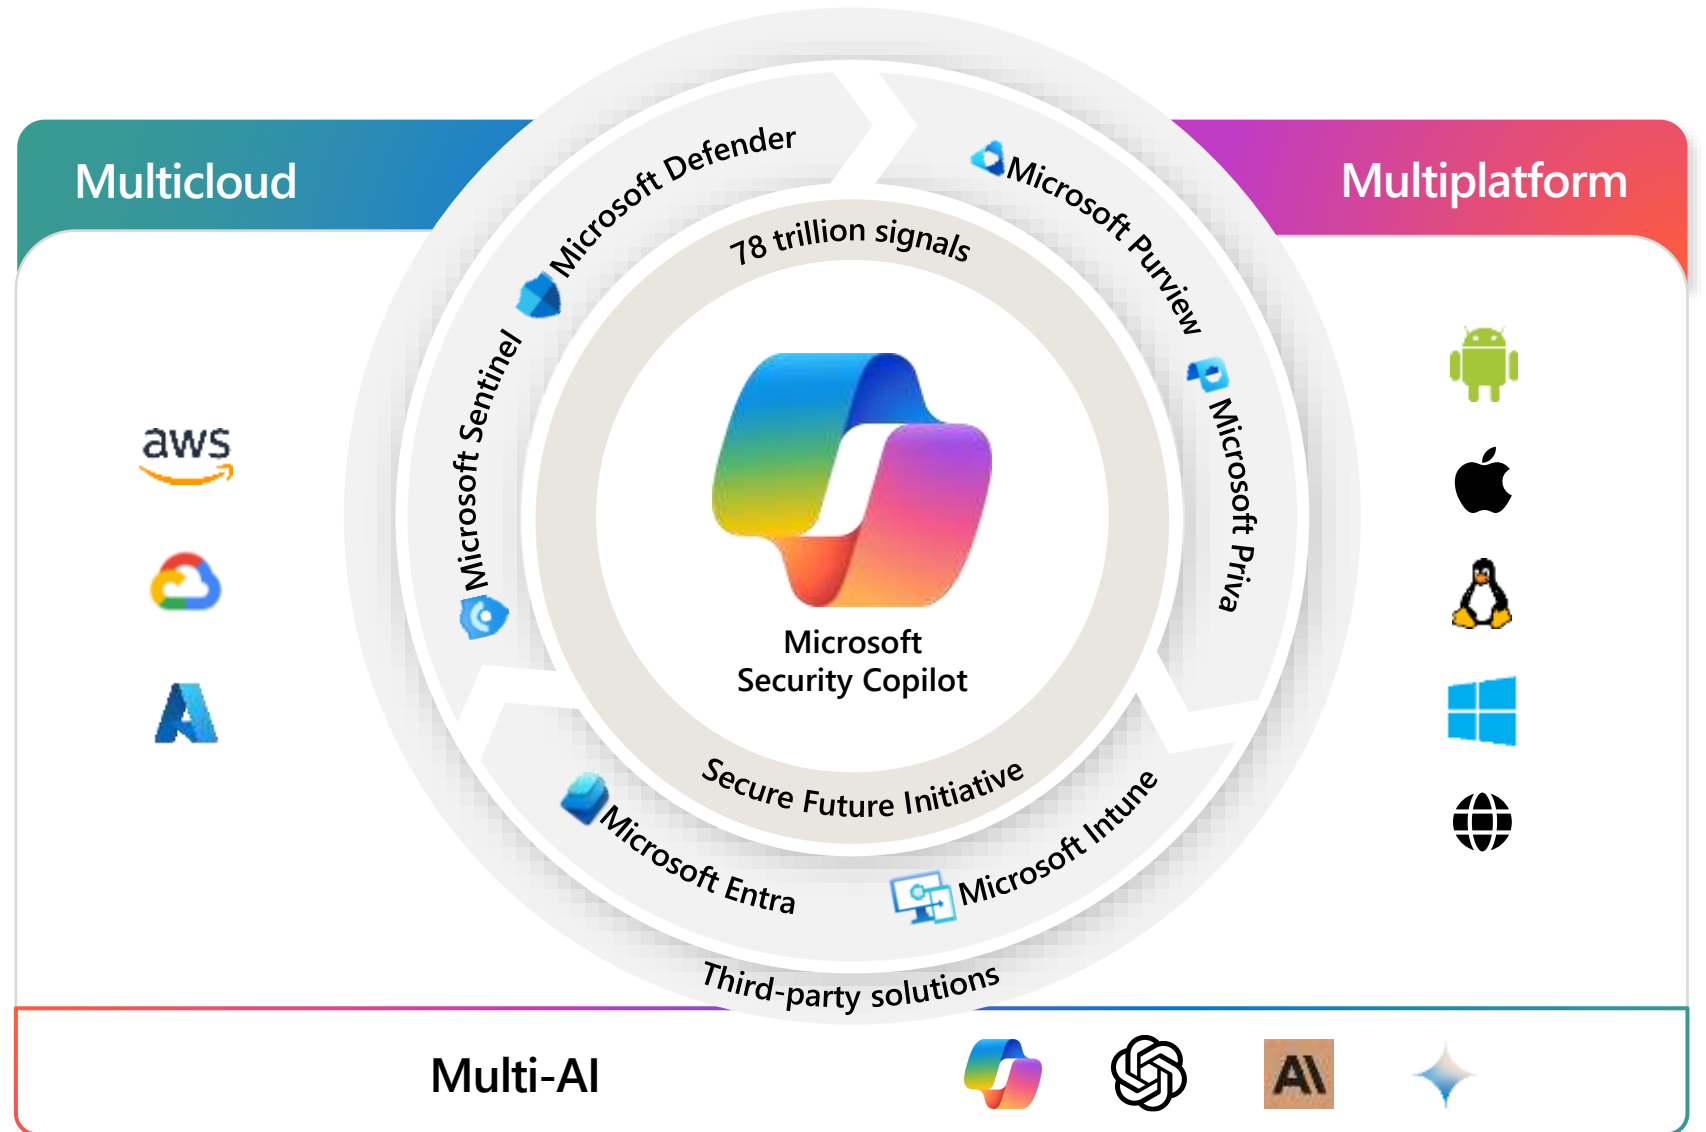 Multicloud
Multiplatform
Microsoft Defender
Microsoft Purview
78 trillion signals
Microsoft Sentinel
Microsoft Priva
aws
Microsoft
Security Copilot
Secure Future Initiative
Microsoft Entra
Microsoft Intune
Third-party solutions
Multi-AI
A\